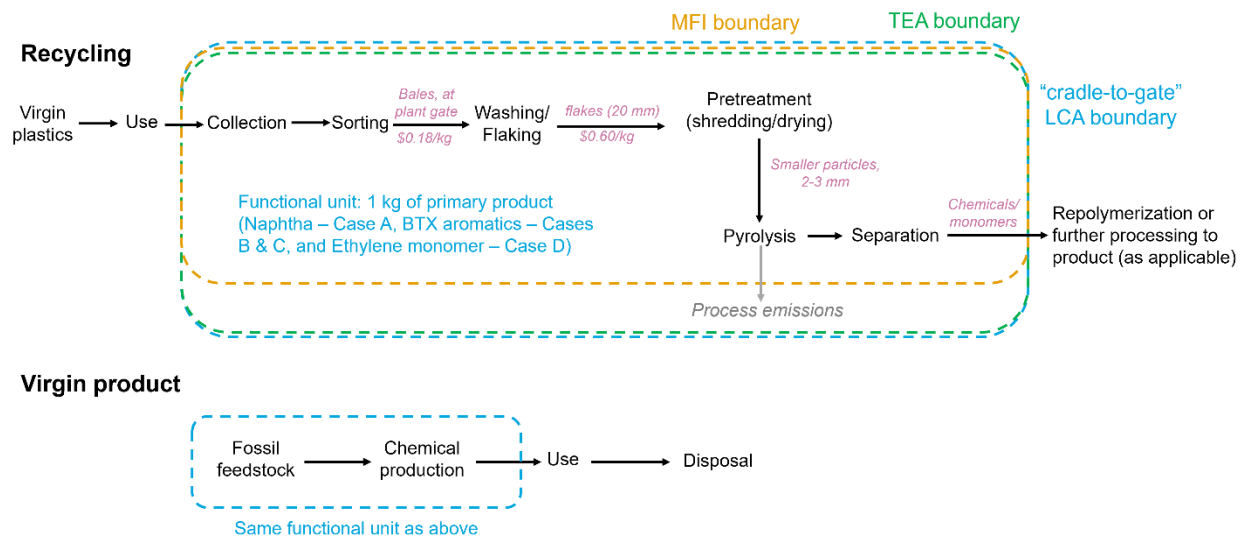 MFI boundary
TEA boundary
Recycling
“cradle-to-gate”
LCA boundary
Virgin
plastics
Use
Collection
Sorting
Bales, at
plant gate
$0.18/kg
Washing/
Flaking
flakes (20 mm)
$0.60/kg
Pretreatment
(shredding/drying)
Smaller particles,
2-3 mm
Functional unit: 1 kg of primary product
(Naphtha – Case A, BTX aromatics – Cases
B & C, and Ethylene monomer – Case D)
Pyrolysis
Separation
Chemicals/
monomers
Repolymerization or
further processing to
product (as applicable)
Process emissions
Virgin product
Fossil
feedstock
Chemical
production
Use
Disposal
Same functional unit as above